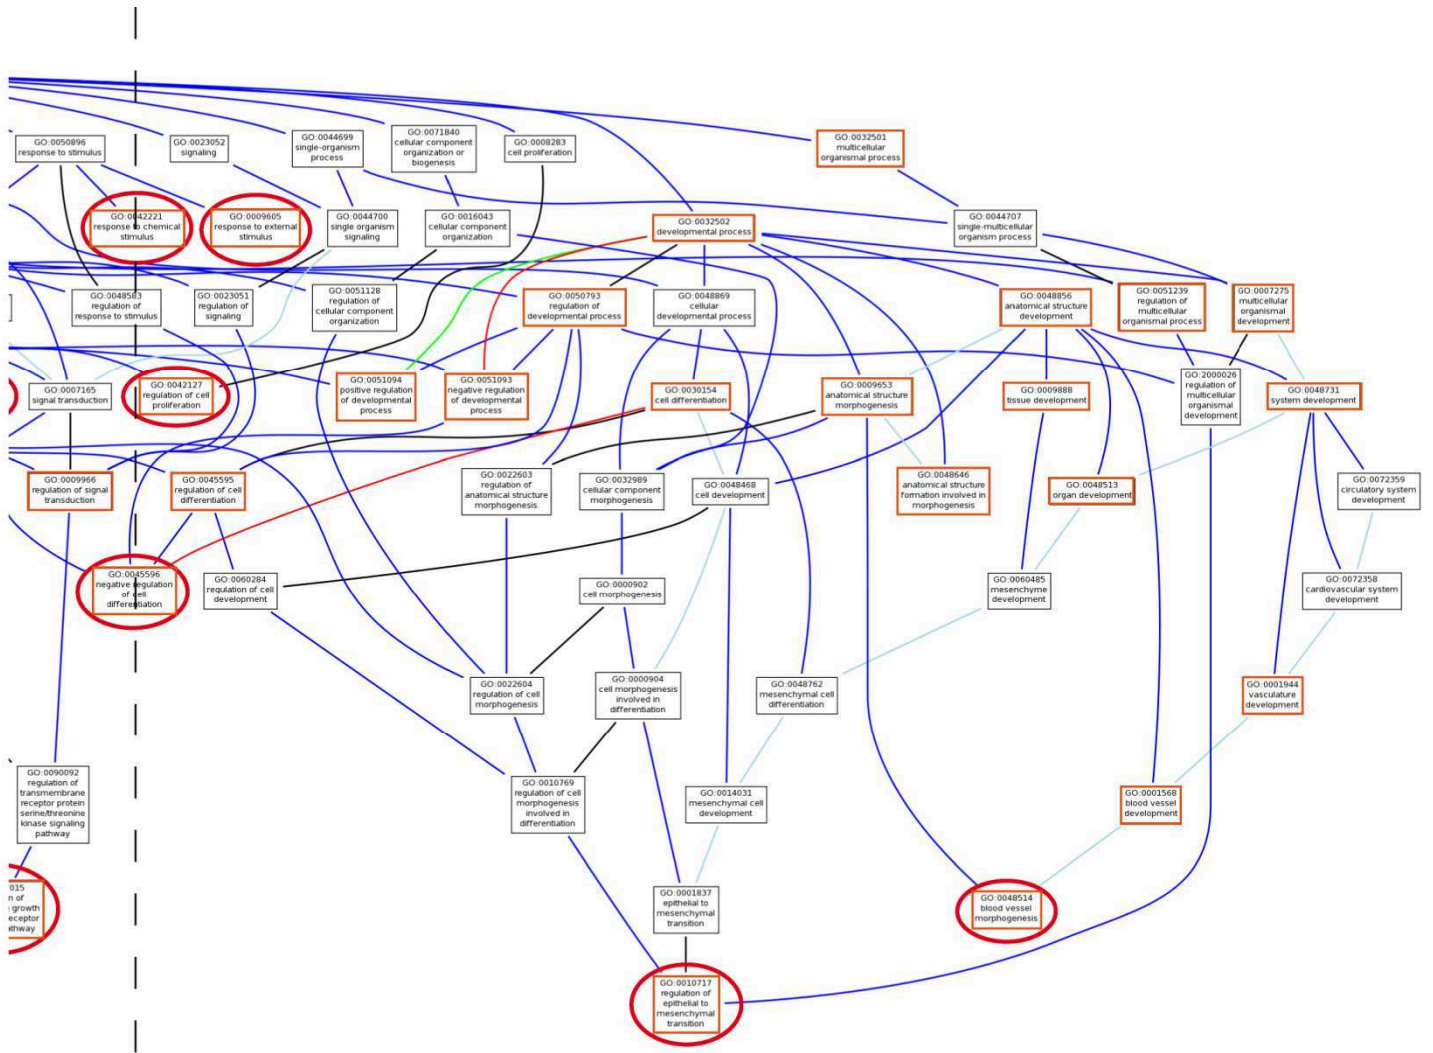 GO:0050896
response to stimulus
GO:0023052
signaling
GO:0044699
single-organism
process
GO:0071840
cellular component
organization or
biogenesis
GO:0008283
cell proliferation
GO:0032501
multicellular
organismal process
GO:0042221
response to chemical
stimulus
GO:0009605
response to external
stimulus
GO:0044700
single organism
signaling
GO:0016043
cellular component
organization
GO:0032502
developmental process
GO:0044707
single-multicellular
organism process
GO:0048583
regulation of
response to stimulus
GO:0023051
regulation of
signaling
GO:0051128
regulation of
cellular component
organization
GO:0050793
regulation of
developmental process
GO:0048869
cellular
developmental process
GO:0048856
anatomical structure
development
GO:0051239
regulation of
multicellular
organismal process
GO:0007275
multicellular
organismal
development
GO:0007165
signal transduction
GO:0042127
regulation of cell
proliferation
GO:0051094
positive regulation
of developmental
process
GO:0051093
negative regulation
of developmental
process
GO:0030154
cell differentiation
GO:0009653
anatomical structure
morphogenesis
GO:0009888
tissue development
GO:2000026
regulation of
multicellular
organismal
development
GO:0048731
system development
GO:0009966
regulation of signal
transduction
GO:0045595
regulation of cell
differentiation
GO:0022603
regulation of
anatomical structure
morphogenesis
GO:0032989
cellular component
morphogenesis
GO:0048468
cell development
GO:0048646
anatomical structure
formation involved in
morphogenesis
GO:0048513
organ development
GO:0072359
circulatory system
development
GO:0045596
negative regulation
of cell
differentiation
GO:0060284
regulation of cell
development
GO:0000902
cell morphogenesis
GO:0060485
mesenchyme
development
GO:0072358
cardiovascular system
development
GO:0022604
regulation of cell
morphogenesis
GO:0000904
cell morphogenesis
involved in
differentiation
GO:0048762
mesenchymal cell
differentiation
GO:0001944
vasculature
development
GO:0090092
regulation of
transmembrane
receptor protein
serine/threonine
kinase signaling
pathway
GO:0010769
regulation of cell
morphogenesis
involved in
differentiation
GO:0014031
mesenchymal cell
development
GO:0001568
blood vessel
development
015
n of
growth
eceptor
athway
GO:0001837
epithelial to
mesenchymal
transition
GO:0048514
blood vessel
morphogenesis
GO:0010717
regulation of
epithelial to
mesenchymal
transition